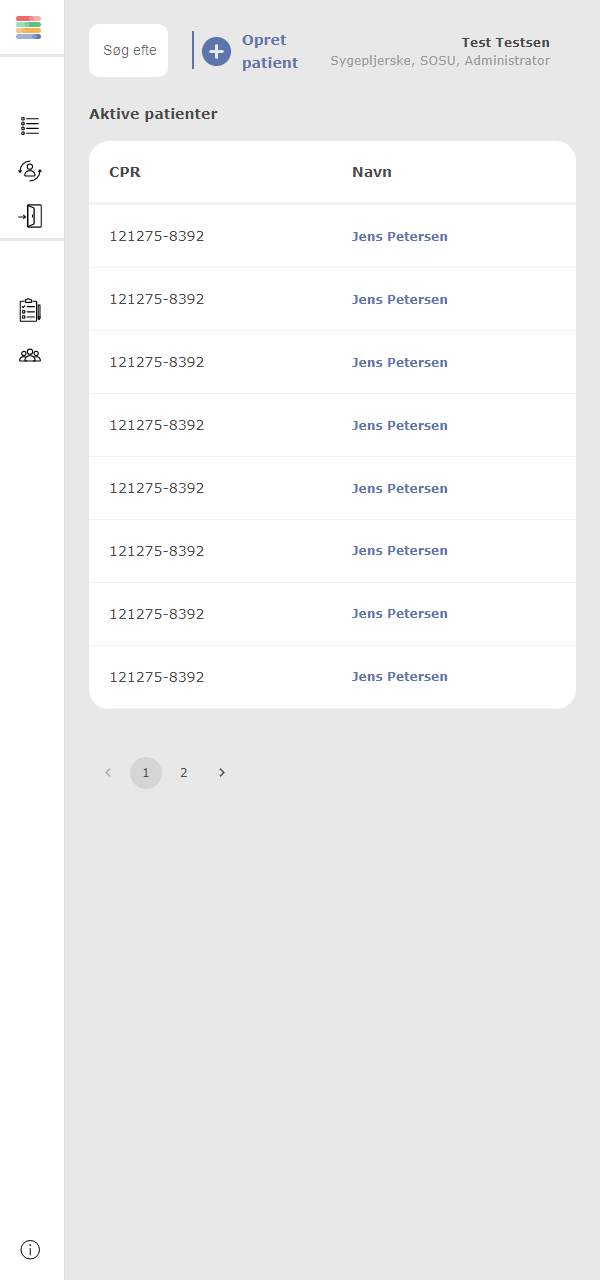 Søg efte
Opret
patient
Test Testsen
Sygepljerske, SOSU, Administrator
Aktive patienter
CPR Navn
121275-8392 Jens Petersen
121275-8392 Jens Petersen
121275-8392 Jens Petersen
121275-8392 Jens Petersen
121275-8392 Jens Petersen
121275-8392 Jens Petersen
121275-8392 Jens Petersen
121275-8392 Jens Petersen
1 2